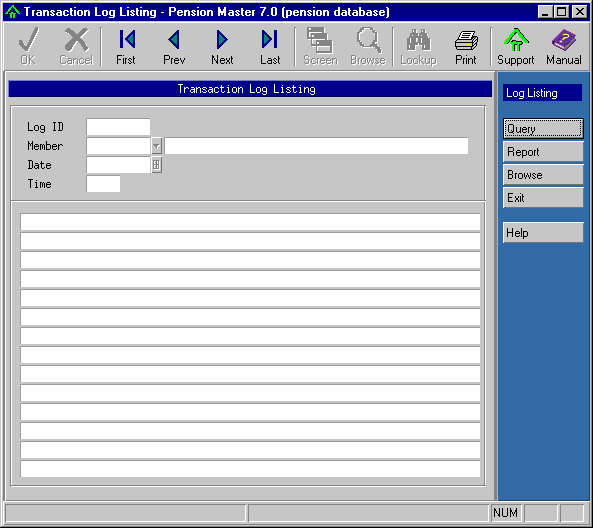 Transaction Log Listing - Pension Master 7.0 (pension database)
OK Cancel First Prev Next Last Screen Browse Lookup Print Support Manual
Transaction Log Listing
Log ID
Member
Date
Time
Log Listing
Query
Report
Browse
Exit
Help
NUM